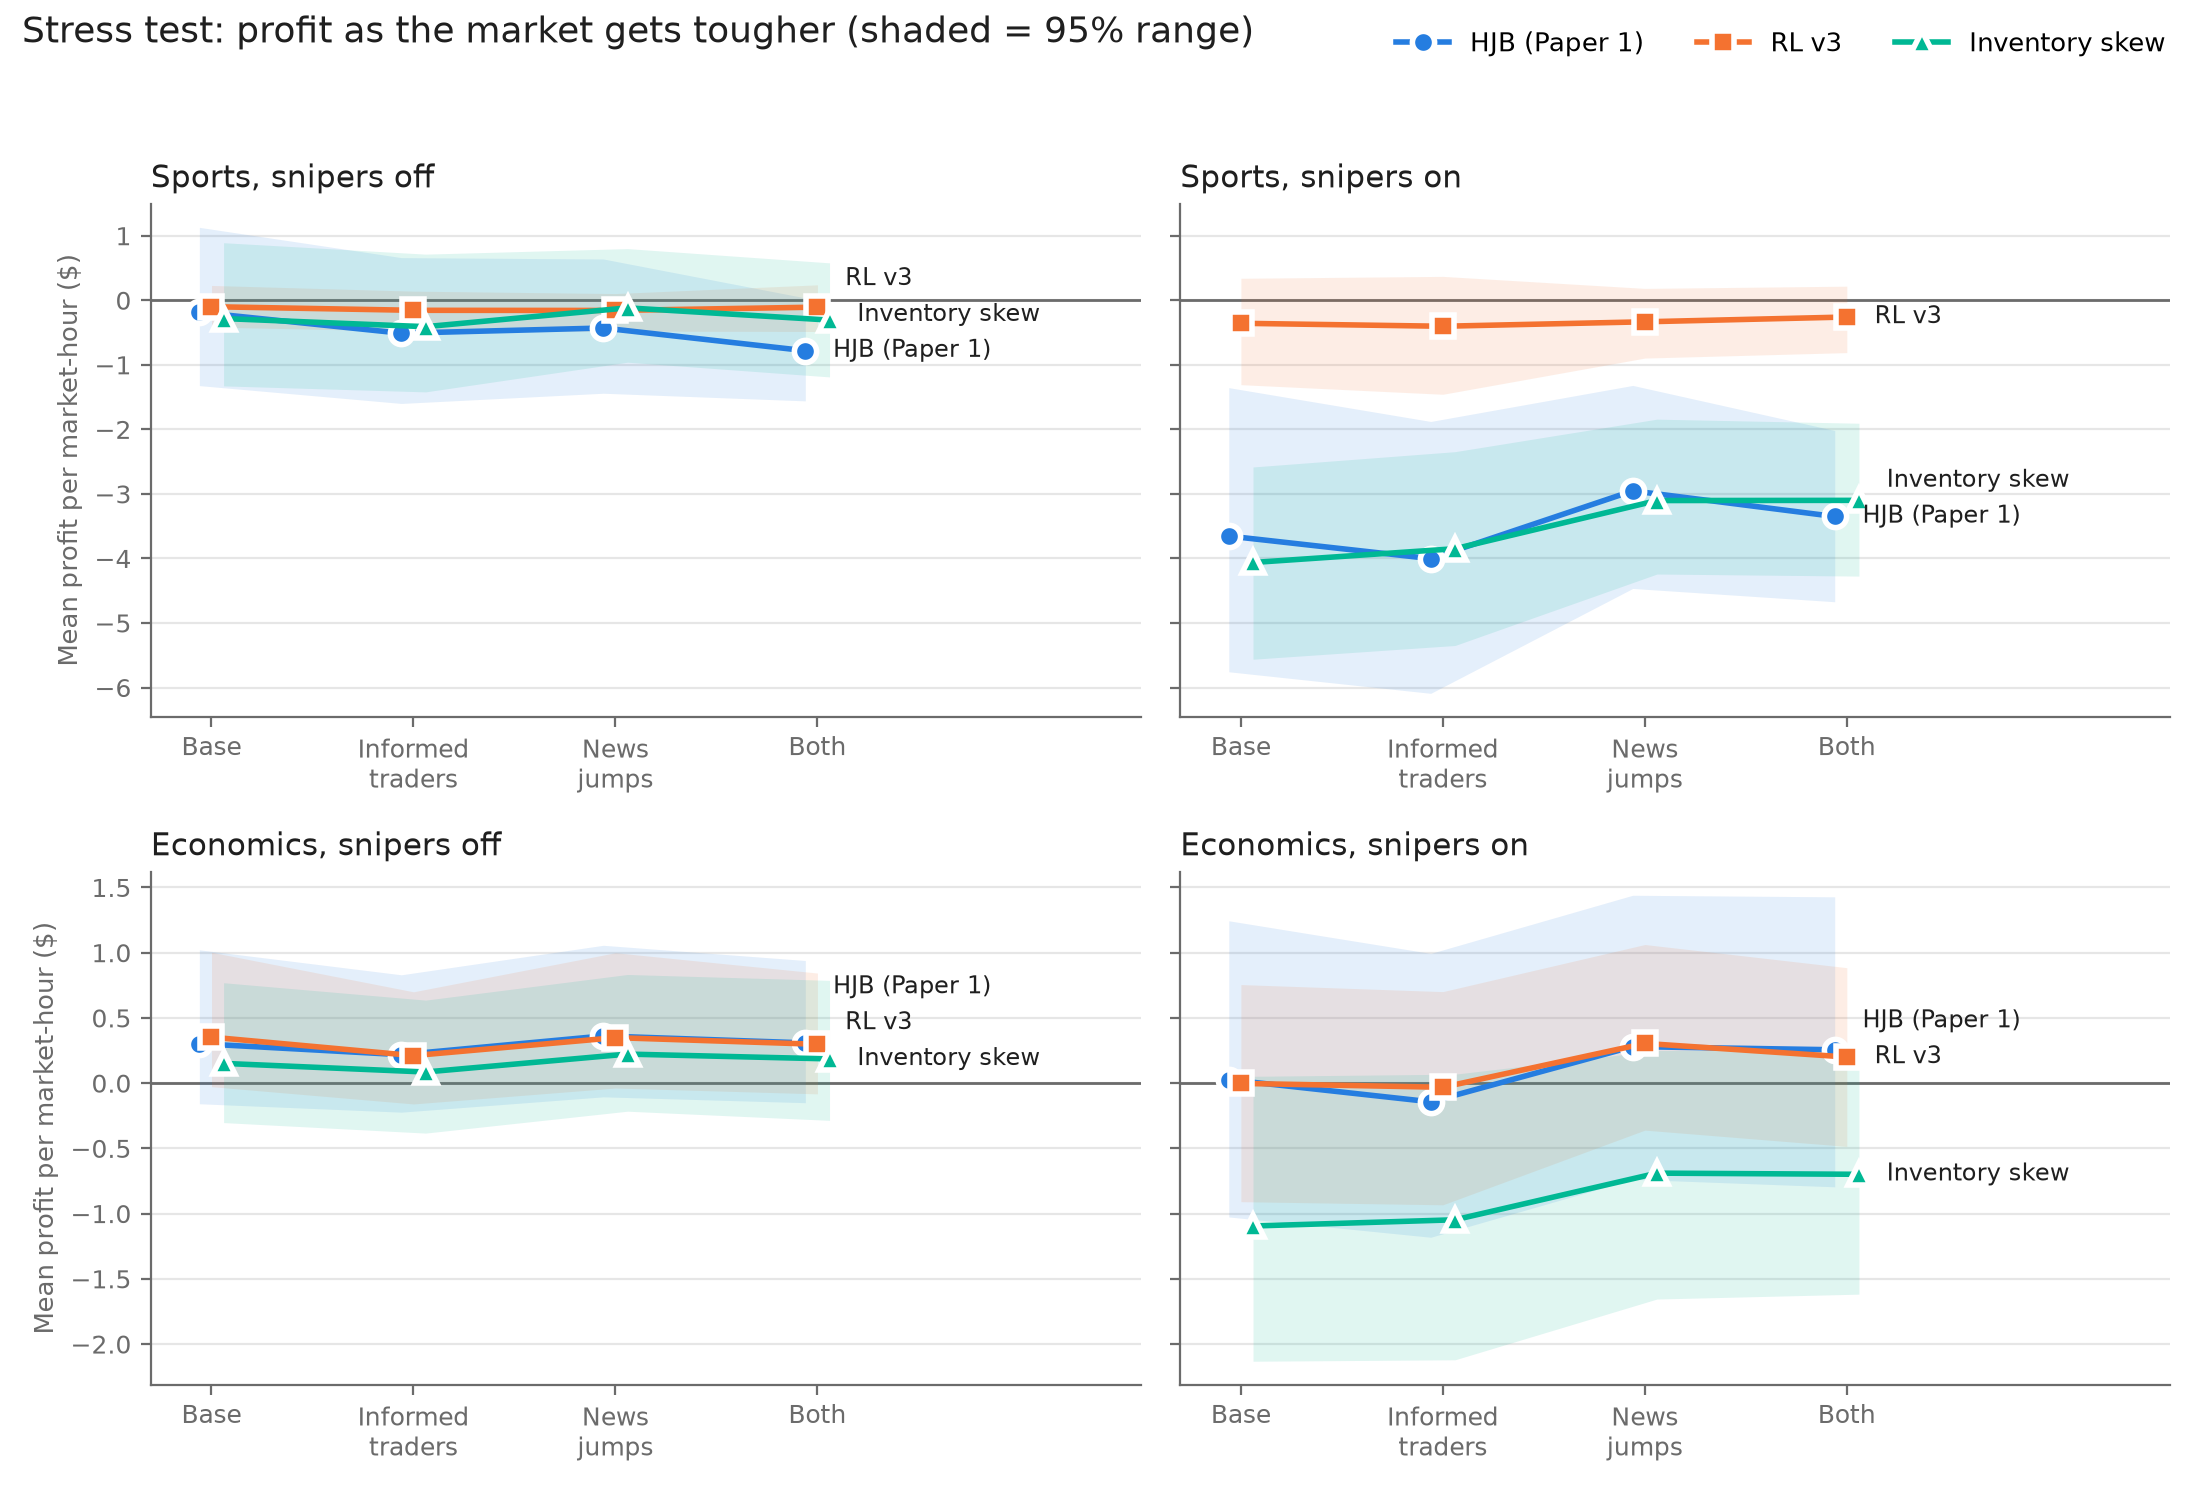 Stress test: profit as the market gets tougher (shaded = 95% range)
HJB (Paper 1)
RL v3
Inventory skew
Sports, snipers off
Mean profit per market-hour ($)
1
0
−1
−2
−3
−4
−5
−6
RL v3
Inventory skew
HJB (Paper 1)
Base
Informed
traders
News
jumps
Both
Sports, snipers on
RL v3
Inventory skew
HJB (Paper 1)
Base
Informed
traders
News
jumps
Both
Economics, snipers off
Mean profit per market-hour ($)
1.5
1.0
0.5
0.0
−0.5
−1.0
−1.5
−2.0
HJB (Paper 1)
RL v3
Inventory skew
Base
Informed
traders
News
jumps
Both
Economics, snipers on
HJB (Paper 1)
RL v3
Inventory skew
Base
Informed
traders
News
jumps
Both